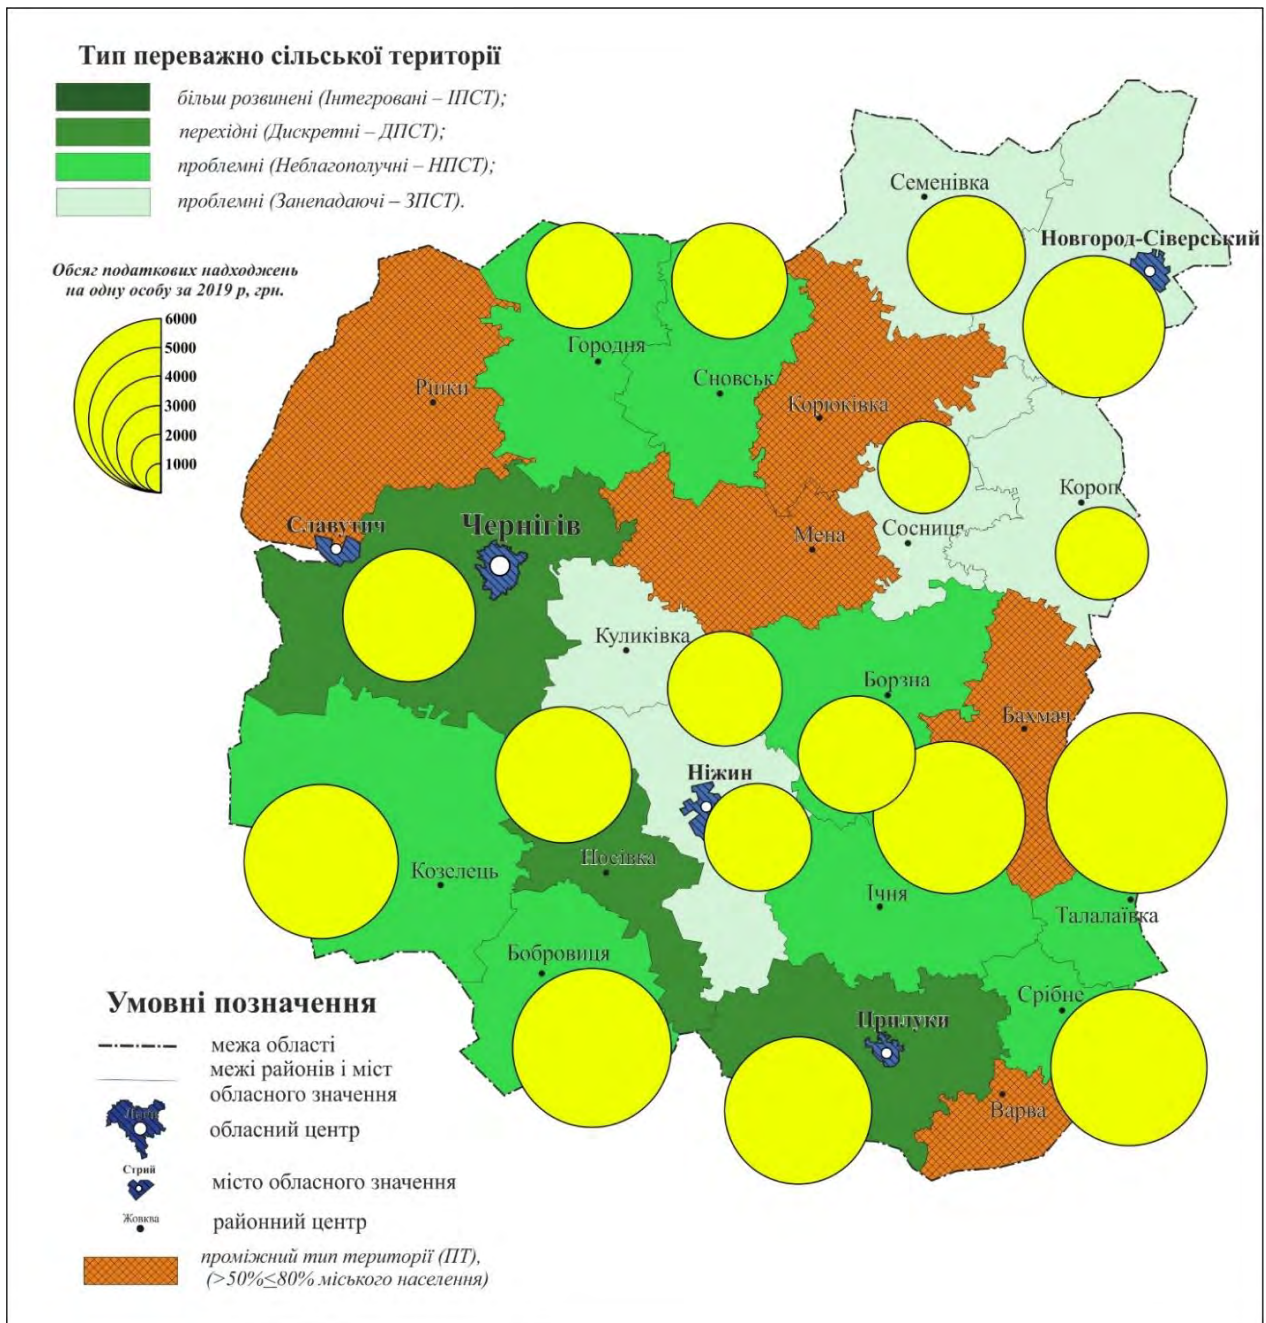 Тип переважно сільської території
більш розвинені (Інтегровані – ІПСТ);
перехідні (Дискретні – ДПСТ);
проблемні (Неблагополучні – НПСТ);
проблемні (Занепадаючі – ЗПСТ).
Обсяг податкових надходжень
на одну особу за 2019 р, грн.
6000
5000
4000
3000
2000
1000
Семенівка
Новгород-Сіверський
Городня
Сновськ
Ріпки
Корюківка
Короп
Славутич
Чернігів
Мена
Сосниця
Куликівка
Борзна
Бахмач
Ніжин
Носівка
Козелець
Ічня
Талалаївка
Бобровиця
Срібне
Прилуки
Варва
Умовні позначення
межа області
межі районів і міст
обласного значення
обласний центр
Стрий
місто обласного значення
Жовква
районний центр
проміжний тип території (ПТ),
(>50%≤80% міського населення)